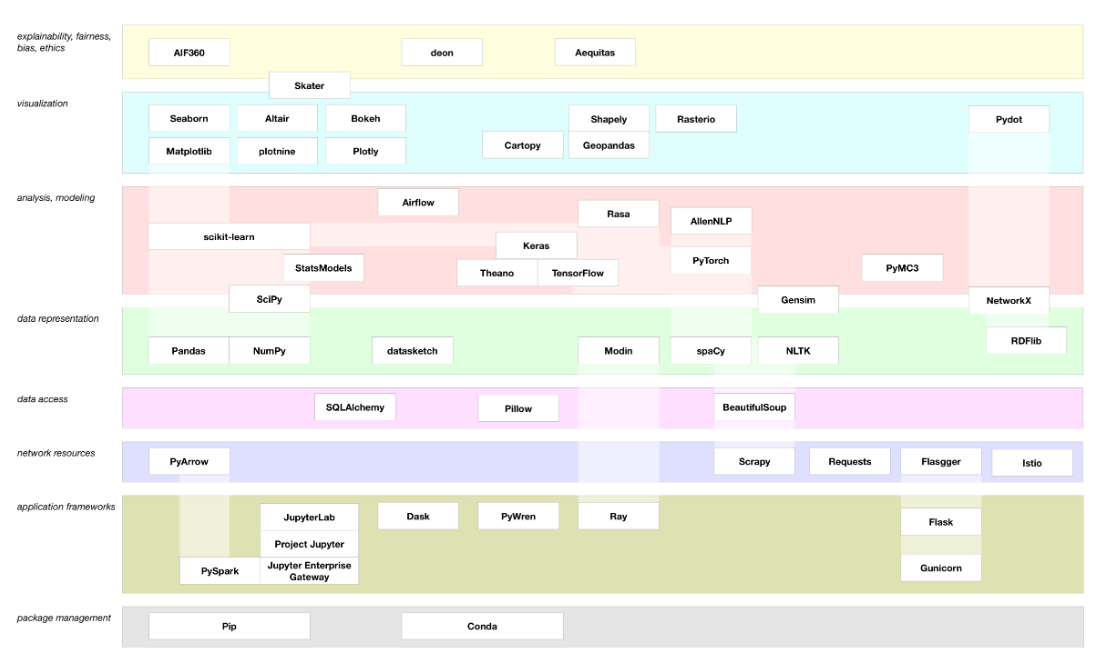 explainability, fairness,
bias, ethics
AIF360
deon
Aequitas
Skater
visualization
Seaborn
Altair
Bokeh
Shapely
Rasterio
Pydot
Matplotlib
plotnine
Plotly
Cartopy
Geopandas
analysis, modeling
Airflow
Rasa
AllenNLP
scikit-learn
Keras
PyTorch
StatsModels
Theano
TensorFlow
PyMC3
SciPy
Gensim
NetworkX
data representation
RDFlib
Pandas
NumPy
datasketch
Modin
spaCy
NLTK
data access
SQLAlchemy
Pillow
BeautifulSoup
network resources
PyArrow
Scrapy
Requests
Flasgger
Istio
application frameworks
JupyterLab
Dask
PyWren
Ray
Flask
Project Jupyter
PySpark
Jupyter Enterprise
Gateway
Gunicorn
package management
Pip
Conda